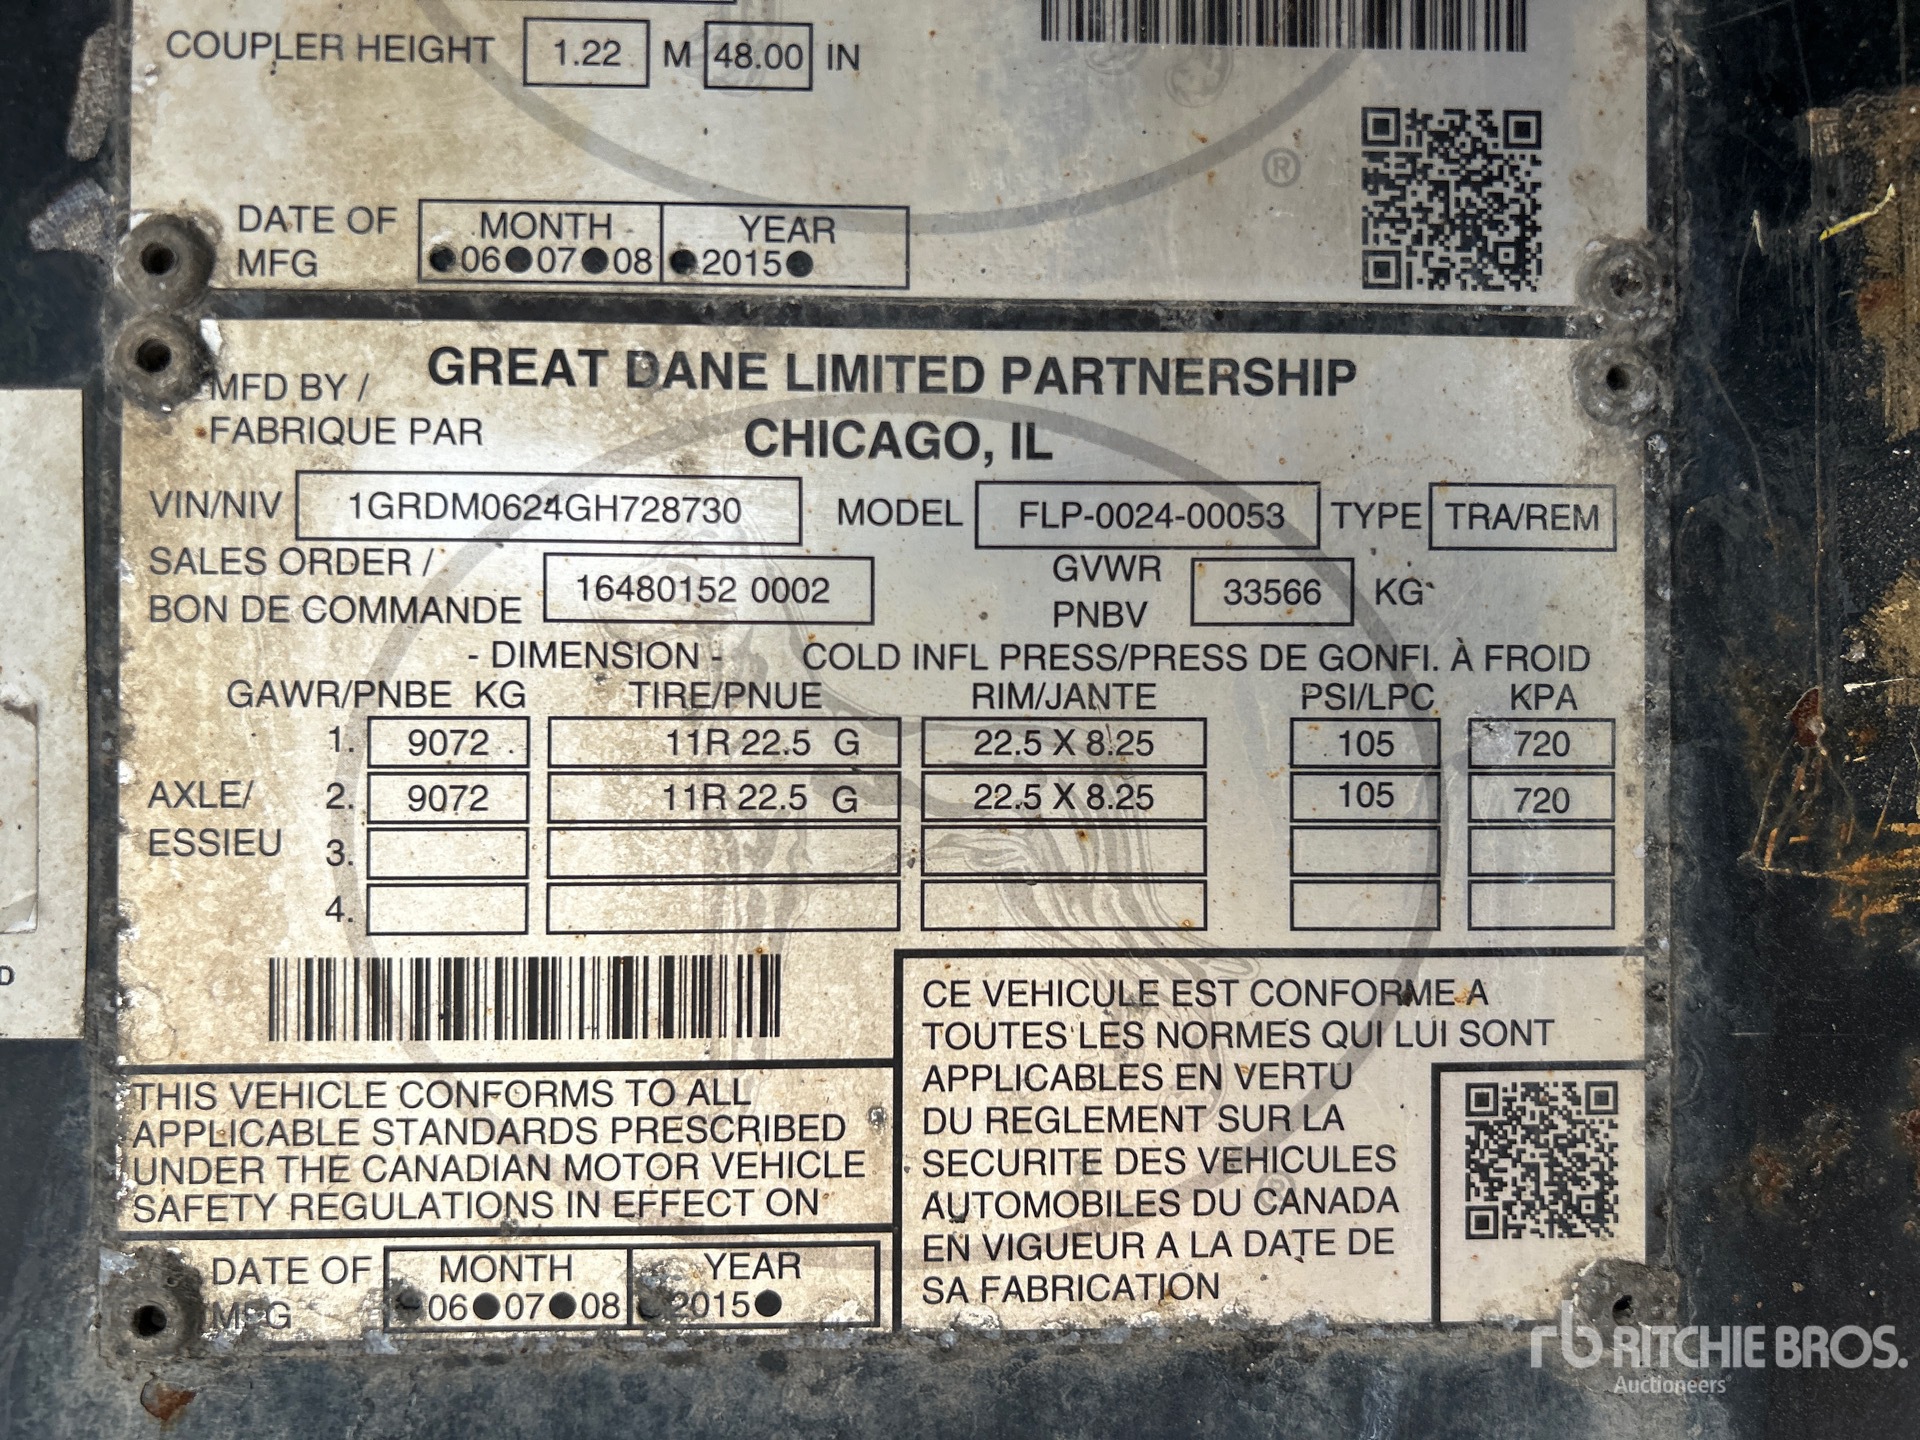 COUPLER HEIGHT 1.22 M 48.00 IN
®
DATE OF MFG MONTH YEAR
●06●07●08 ●2015●
MFD BY / GREAT DANE LIMITED PARTNERSHIP
FABRIQUE PAR CHICAGO, IL
VIN/NIV 1GRDM0624GH728730 MODEL FLP-0024-00053 TYPE TRA/REM
SALES ORDER / BON DE COMMANDE 16480152 0002 GVWR PNBV 33566 KG
- DIMENSION - COLD INFL PRESS/PRESS DE GONFI. À FROID
GAWR/PNBE KG TIRE/PNUE RIM/JANTE PSI/LPC KPA
1. 9072 11R 22.5 G 22.5 X 8.25 105 720
AXLE/ 2. 9072 11R 22.5 G 22.5 X 8.25 105 720
ESSIEU 3.
4.
THIS VEHICLE CONFORMS TO ALL
APPLICABLE STANDARDS PRESCRIBED
UNDER THE CANADIAN MOTOR VEHICLE
SAFETY REGULATIONS IN EFFECT ON
DATE OF MFG MONTH YEAR
06●07●08 2015●
CE VEHICULE EST CONFORME A
TOUTES LES NORMES QUI LUI SONT
APPLICABLES EN VERTU
DU REGLEMENT SUR LA
SECURITE DES VEHICULES
AUTOMOBILES DU CANADA
EN VIGUEUR A LA DATE DE
SA FABRICATION
D
rb RITCHIE BROS.
Auctioneers